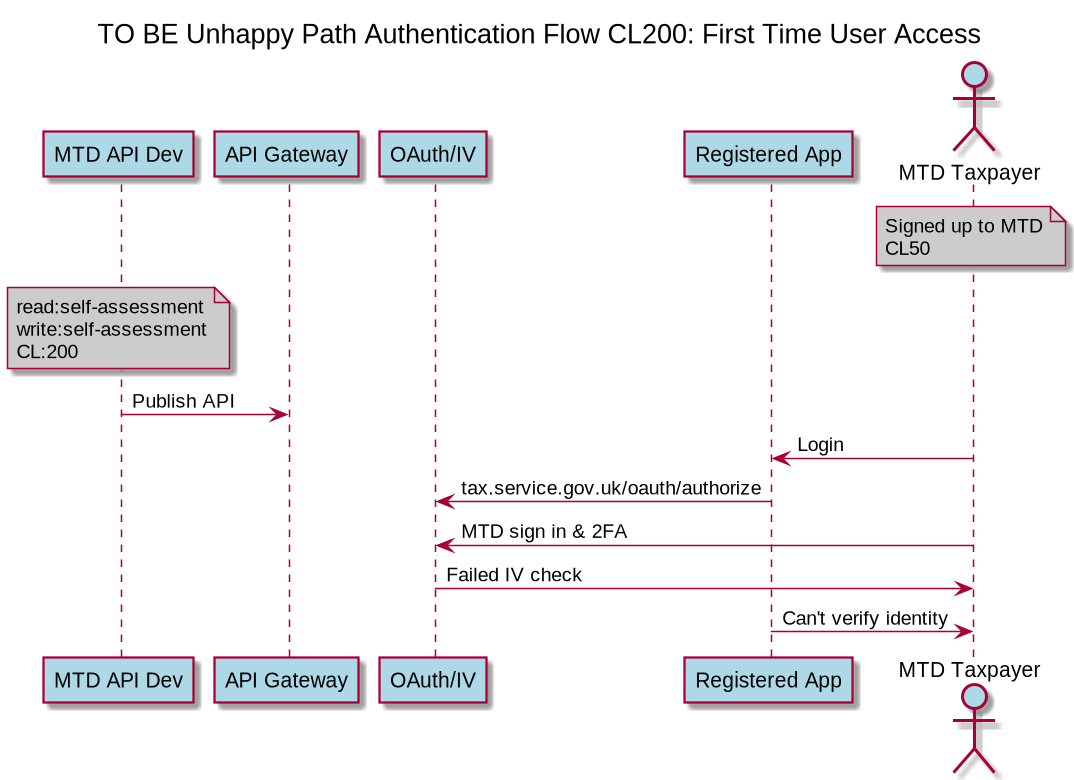 TO BE Unhappy Path Authentication Flow CL200: First Time User Access
MTD API Dev
API Gateway
OAuth/IV
Registered App
MTD Taxpayer
Signed up to MTD
CL50
read:self-assessment
write:self-assessment
CL:200
Publish API
Login
tax.service.gov.uk/oauth/authorize
MTD sign in & 2FA
Failed IV check
Can't verify identity
MTD API Dev
API Gateway
OAuth/IV
Registered App
MTD Taxpayer